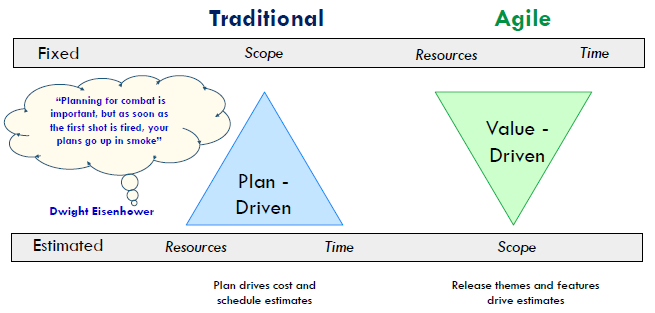 Traditional
Agile
Fixed
Scope
Resources
Time
“Planning for combat is
important, but as soon as
the first shot is tired, your
plans go up in smoke”
Dwight Eisenhower
Plan -
Driven
Value -
Driven
Estimated
Resources
Time
Scope
Plan drives cost and
schedule estimates
Release themes and features
drive estimates